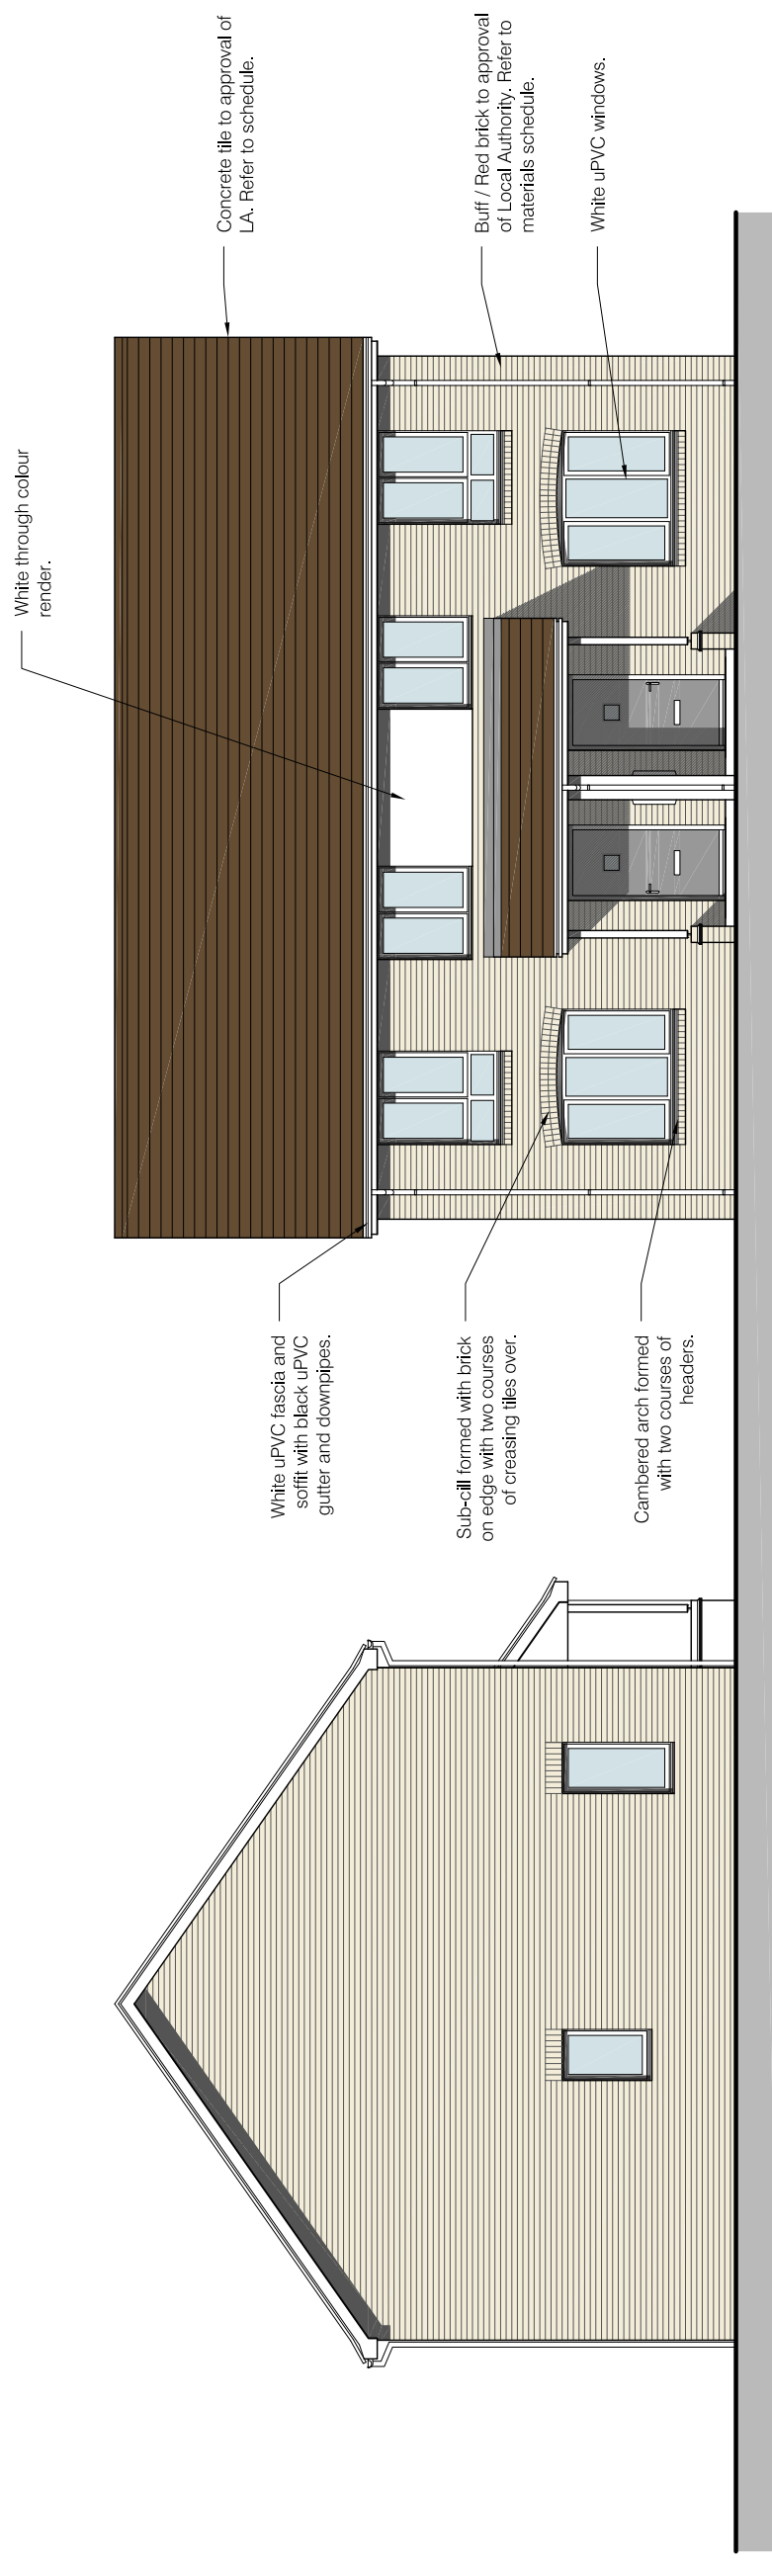 White through colour
render.
Concrete tile to approval of
LA. Refer to schedule.
White uPVC fascia and
soffit with black uPVC
gutter and downpipes.
Sub-cill formed with brick
on edge with two courses
of creasing tiles over.
Buff / Red brick to approval
of Local Authority. Refer to
materials schedule.
White uPVC windows.
Cambered arch formed
with two courses of
headers.